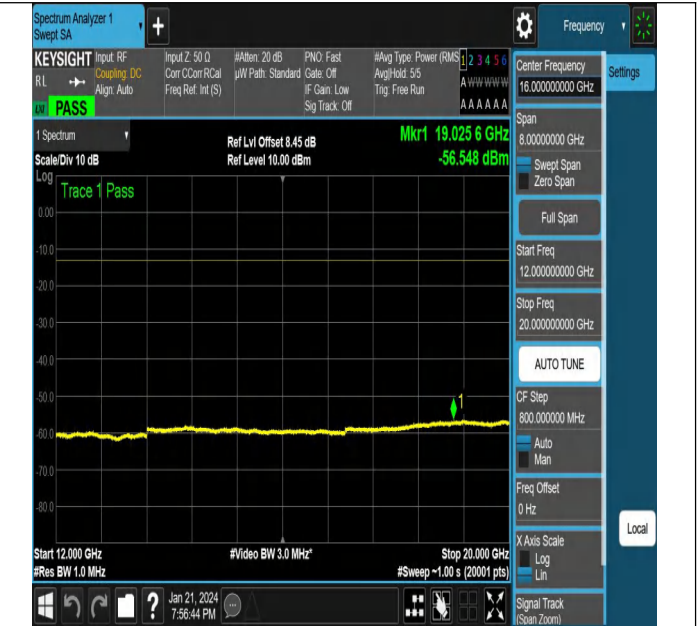 Spectrum Analyzer 1
Swept SA
+
Frequency
KEYSIGHT
RL
PASS
Input: RF
Coupling: DC
Align: Auto
Input Z: 50 Ω
Corr CCorr RCal
Freq Ref: Int (S)
#Atten: 20 dB
µW Path: Standard
PNO: Fast
Gate: Off
IF Gain: Low
Sig Track: Off
#Avg Type: Power (RMS
Avg|Hold: 5/5
Trig: Free Run
1 2 3 4 5 6
A W W W W W
A A A A A A
1 Spectrum
Scale/Div 10 dB
Ref Lvl Offset 8.45 dB
Ref Level 10.00 dBm
Mkr1 19.025 6 GHz
-56.548 dBm
Log
Trace 1 Pass
0.00
-10.0
-20.0
-30.0
-40.0
-50.0
-60.0
-70.0
-80.0
1
Start 12.000 GHz
#Res BW 1.0 MHz
#Video BW 3.0 MHz*
Stop 20.000 GHz
#Sweep ~1.00 s (20001 pts)
?
Jan 21, 2024
7:56:44 PM
Center Frequency
16.000000000 GHz
Settings
Span
8.00000000 GHz
Swept Span
Zero Span
Full Span
Start Freq
12.000000000 GHz
Stop Freq
20.000000000 GHz
AUTO TUNE
CF Step
800.000000 MHz
Auto
Man
Freq Offset
0 Hz
X Axis Scale
Log
Lin
Local
Signal Track
(Span Zoom)